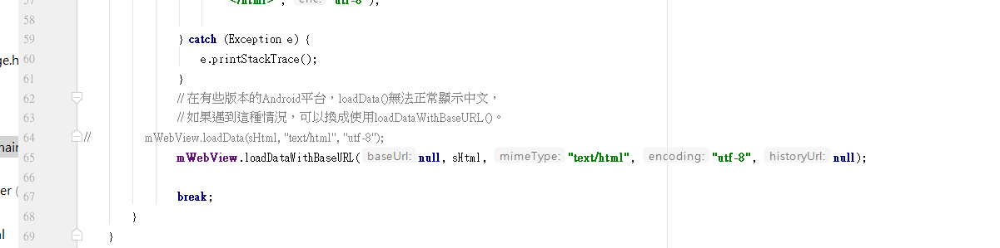 57 </html>", enc: "utf-8");
58
59 } catch (Exception e) {
ge.h 60 e.printStackTrace();
61 }
62 // 在有些版本的Android平台，loadData()無法正常顯示中文，
63 // 如果遇到這種情況，可以換成使用loadDataWithBaseURL()。
main 64 // mWebView.loadData(sHtml, "text/html", "utf-8");
65 mWebView.loadDataWithBaseURL( baseUrl: null, sHtml, mimeType: "text/html", encoding: "utf-8", historyUrl: null);
66
er ( 67 break;
68 }
l 69 }